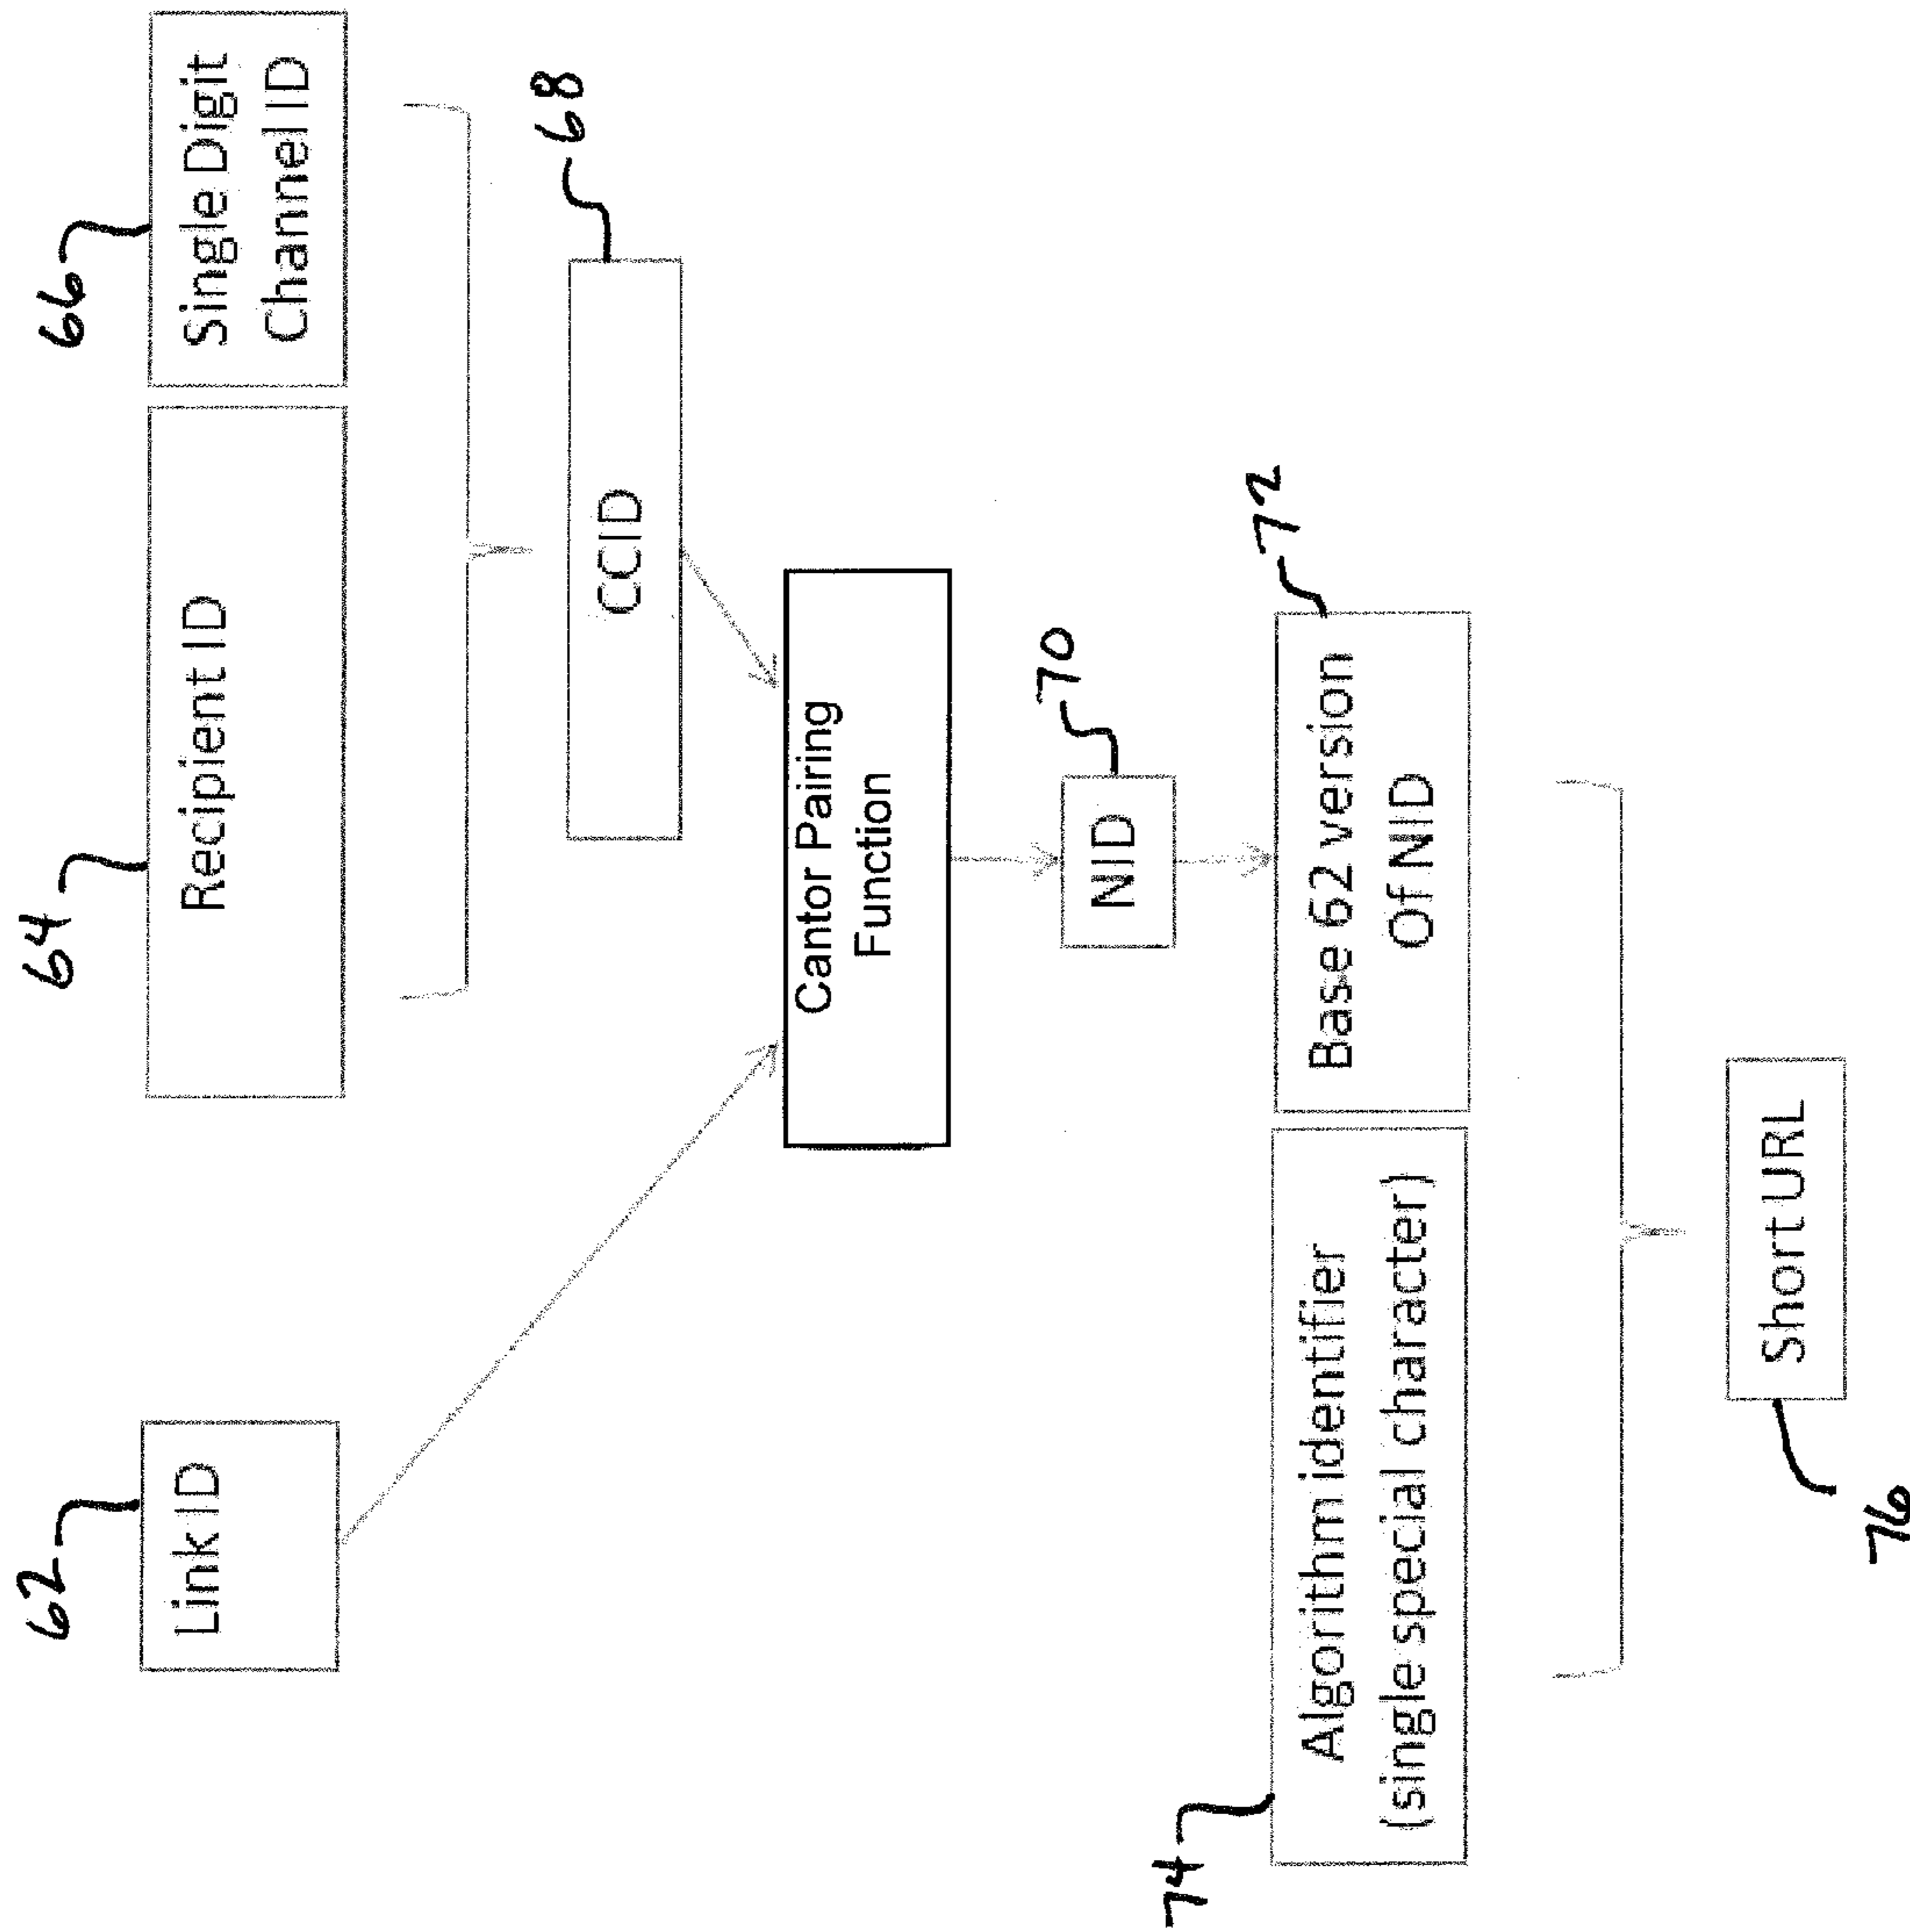 62
Link ID
64
Recipient ID
66
Single Digit
Channel ID
68
CCID
Cantor Pairing
Function
70
NID
74
Algorithm identifier
(single special character)
72
Base 62 version
Of NID
76
Short URL